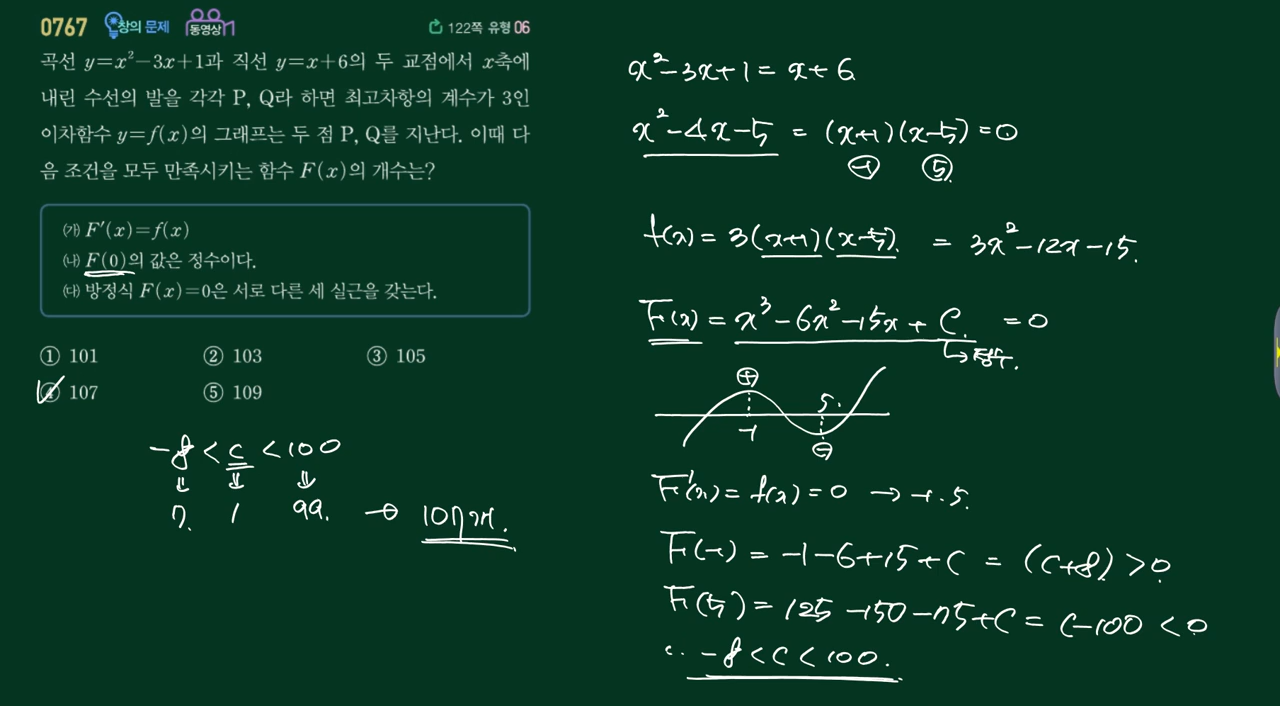 0767 창의 문제 동영상 122쪽 유형 06
곡선 y=x²-3x+1과 직선 y=x+6의 두 교점에서 x축에
내린 수선의 발을 각각 P, Q라 하면 최고차항의 계수가 3인
이차함수 y=f(x)의 그래프는 두 점 P, Q를 지난다. 이때 다
음 조건을 모두 만족시키는 함수 F(x)의 개수는?
㈎ F′(x)=f(x)
㈏ F(0)의 값은 정수이다.
㈐ 방정식 F(x)=0은 서로 다른 세 실근을 갖는다.
① 101 ② 103 ③ 105
④ 107 ⑤ 109
-8 < c < 100
⇓ ⇓ ⇓
7. 1 99. → 107개.
x²-3x+1 = x+6
x²-4x-5 = (x+1)(x-5) = 0
-1 5.
f(x) = 3(x+1)(x-5) = 3x²-12x-15.
F(x) = x³-6x²-15x+C. = 0
↳ 정수.
+
5.
-1
-
F'(x) = f(x) = 0 → -1. 5.
F(-1) = -1-6+15+C = (C+8) > 0
F(5) = 125-150-75+C = C-100 < 0
∴ -8 < C < 100.